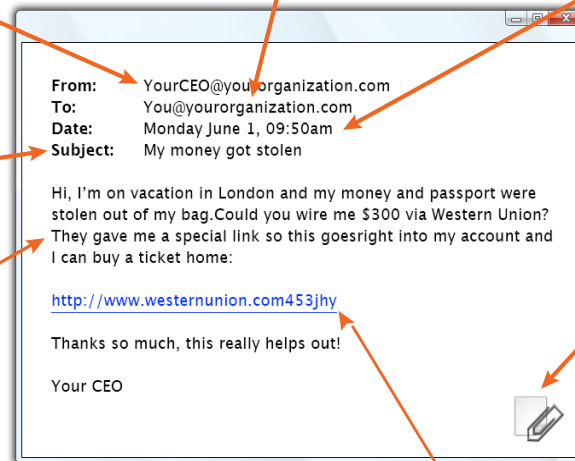 From: YourCEO@yourorganization.com
To: You@yourorganization.com
Date: Monday June 1, 09:50am
Subject: My money got stolen
Hi, I'm on vacation in London and my money and passport were
stolen out of my bag.Could you wire me $300 via Western Union?
They gave me a special link so this goesright into my account and
I can buy a ticket home:
http://www.westernunion.com453jhy
Thanks so much, this really helps out!
Your CEO